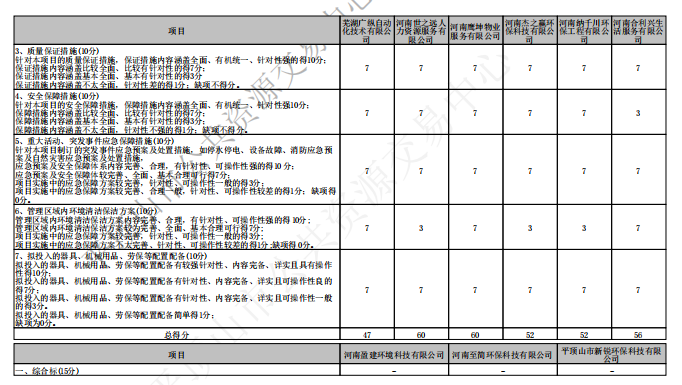 项目
芜湖广纵自动化技术有限公司
河南世之远人力资源服务有限公司
河南鹰坤物业服务有限公司
河南杰之赢环保科技有限公司
河南纳千川环保工程有限公司
河南合利兴生活服务有限公司
3、质量保证措施(10分)
针对本项目的质量保证措施，保证措施内容涵盖全面、有机统一、针对性强的得10分；
保证措施内容涵盖比较全面、比较有针对性的得7分；
保证措施内容涵盖基本全面、基本有针对性的得3分
保证措施内容涵盖不太全面，针对性差的得1分；缺项不得分。
7 7 7 7 7 7
4、安全保障措施(10分)
针对本项目的安全保障措施，保障措施内容涵盖全面、有机统一、针对性强10分；
保障措施内容涵盖比较全面、比较有针对性的得7分；
保障措施内容涵盖基本全面、基本有针对性的得3分；
保障措施内容涵盖不太全面，针对性不强的得1分；缺项不得分。
7 7 7 7 7 3
5、重大活动、突发事件应急保障措施(10分)
针对本项目制订的突发事件应急预案及处置措施，如停水停电、设备故障、消防应急预
案及自然灾害应急预案及处置措施，
应急预案及安全保障体系内容完善、合理，有针对性、可操作性强的得10 分；
应急预案及安全保障体较完善、全面、基本合理可行得7分；
项目实施中的应急保障方案较完善，针对性、可操作性一般的得3分；
项目实施中的应急保障方案较完善、合理一般，针对性、可操作性较差的得1分；缺项得
0分。
7 7 7 7 7 7
6、管理区域内环境清洁保洁方案(10分)
管理区域内环境清洁保洁方案内容完善、合理，有针对性、可操作性强的得10分；
管理区域内环境清洁保洁方案较为完善、全面、基本合理可行得7分；
项目实施中的应急保障方案较完善，针对性、可操作性一般的得3分；
项目实施中的应急保障方案不太完善、针对性、可操作性较差的得1分；缺项得0分。
7 3 7 3 3 7
7、拟投入的器具、机械用品、劳保等配置配备(10分)
拟投入的器具、机械用品、劳保等配置配备有较强针对性、内容完备、详实且具有操作
性得10分；
拟投入的器具、机械用品、劳保等配置配备有针对性、内容完备、详实且可操作性良的
得7分；
拟投入的器具、机械用品、劳保等配置配备有针对性、内容完备、详实且可操作性一般
的得3分。
拟投入的器具、机械用品、劳保等配置配备简单得1分；
缺项为0分。
7 7 7 7 7 7
总得分 47 60 60 52 52 56
项目 河南盈建环境科技有限公司 河南至简环保科技有限公司 平顶山市新锐环保科技有限公司
一、综合标(15分) - - -